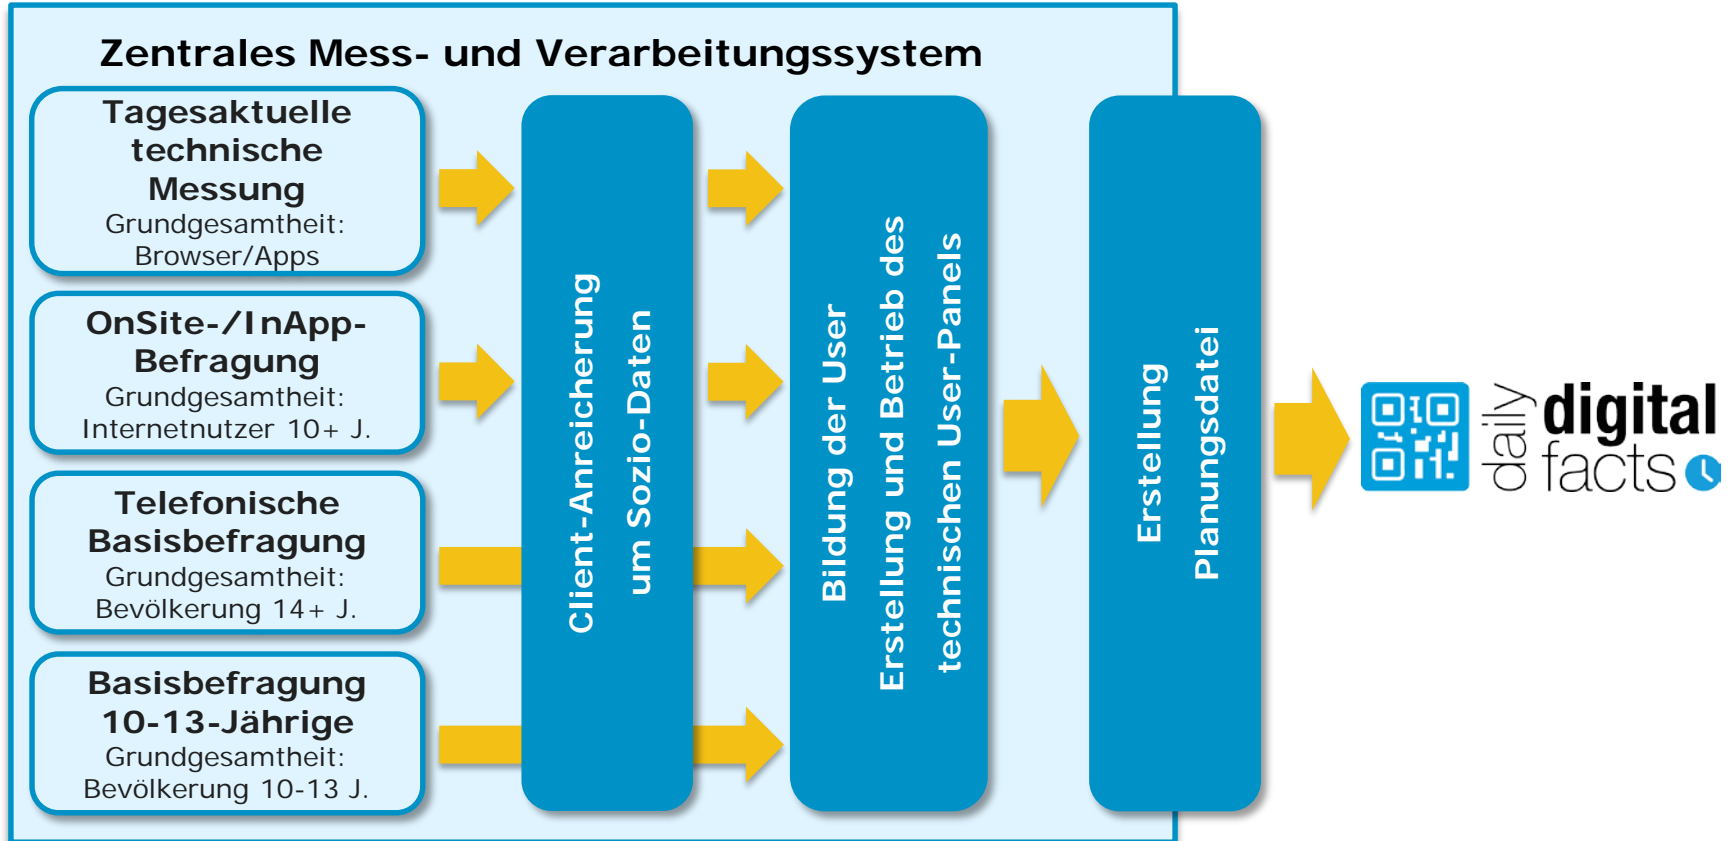 Zentrales Mess- und Verarbeitungssystem
Tagesaktuelle
technische
Messung
Grundgesamtheit:
Browser/Apps
OnSite-/InApp-
Befragung
Grundgesamtheit:
Internetnutzer 10+ J.
Telefonische
Basisbefragung
Grundgesamtheit:
Bevölkerung 14+ J.
Basisbefragung
10-13-Jährige
Grundgesamtheit:
Bevölkerung 10-13 J.
Client-Anreicherung
um Sozio-Daten
Bildung der User
Erstellung und Betrieb des
technischen User-Panels
Erstellung
Planungsdatei
daily
digital
facts